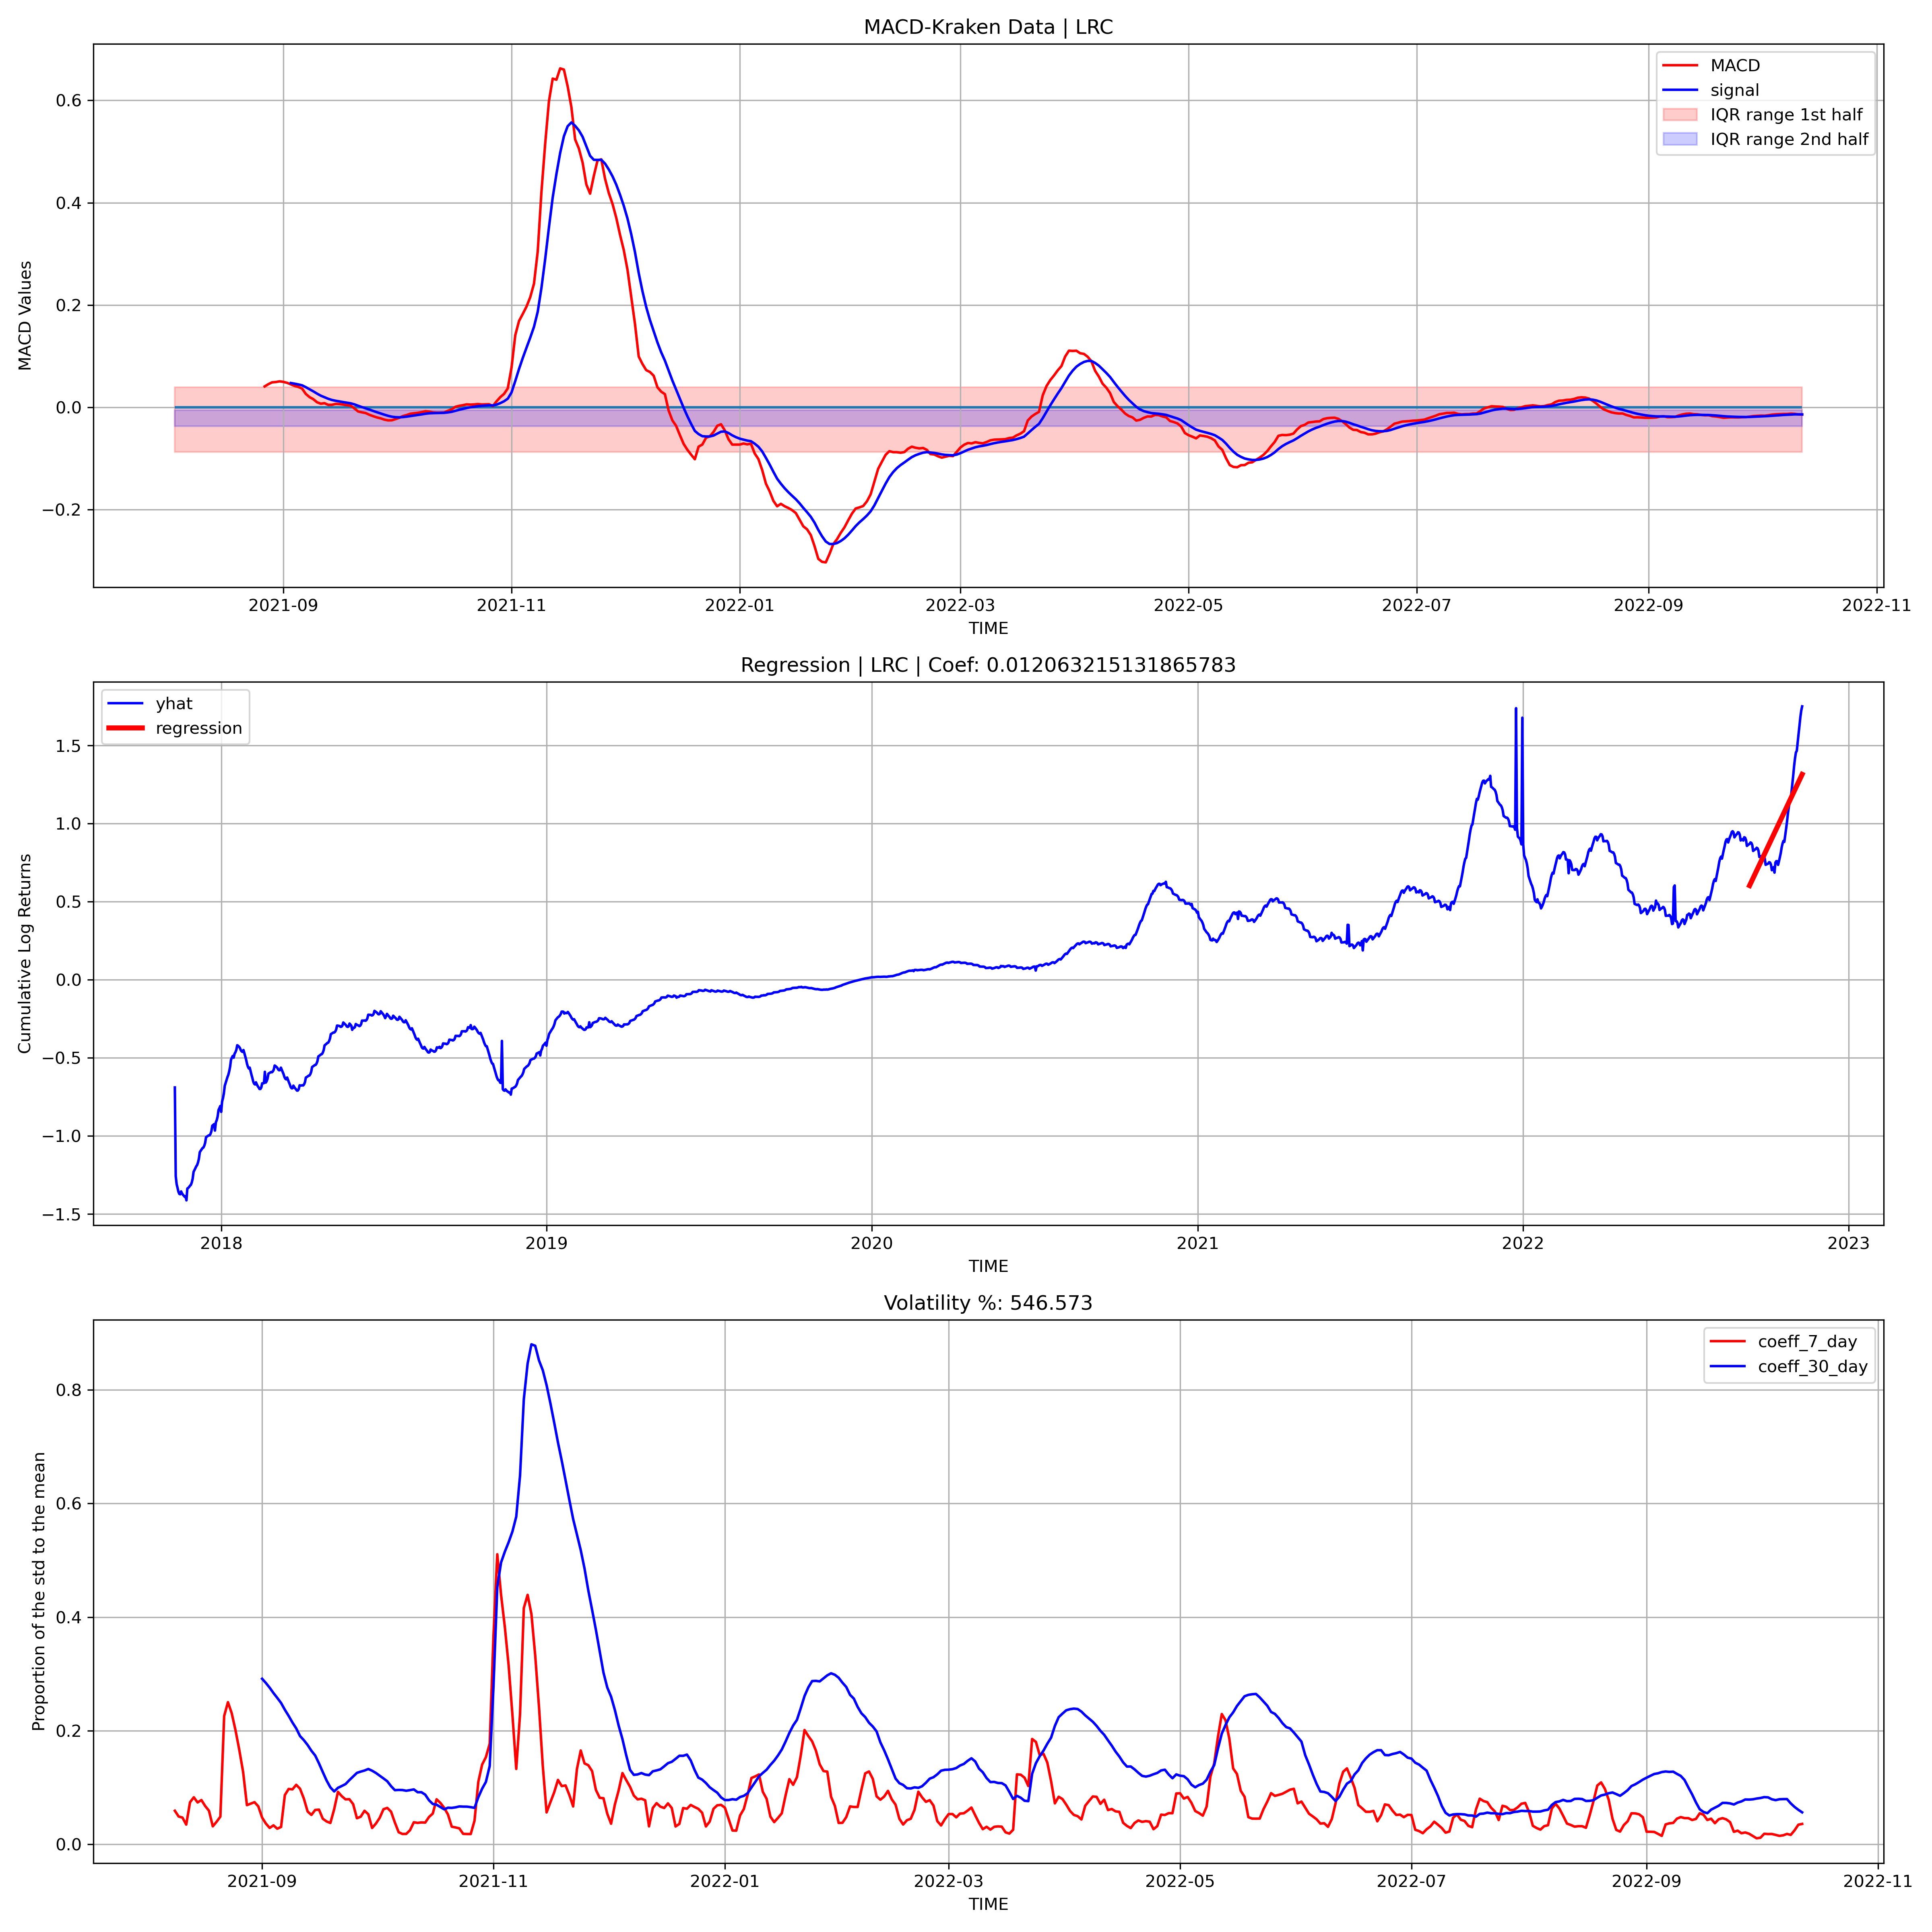 MACD-Kraken Data | LRC
MACD Values
0.6
0.4
0.2
0.0
−0.2
MACD
signal
IQR range 1st half
IQR range 2nd half
2021-09 2021-11 2022-01 2022-03 2022-05 2022-07 2022-09 2022-11
TIME
Regression | LRC | Coef: 0.012063215131865783
Cumulative Log Returns
yhat
regression
1.5
1.0
0.5
0.0
−0.5
−1.0
−1.5
2018 2019 2020 2021 2022 2023
TIME
Volatility %: 546.573
Proportion of the std to the mean
coeff_7_day
coeff_30_day
0.8
0.6
0.4
0.2
0.0
2021-09 2021-11 2022-01 2022-03 2022-05 2022-07 2022-09 2022-11
TIME